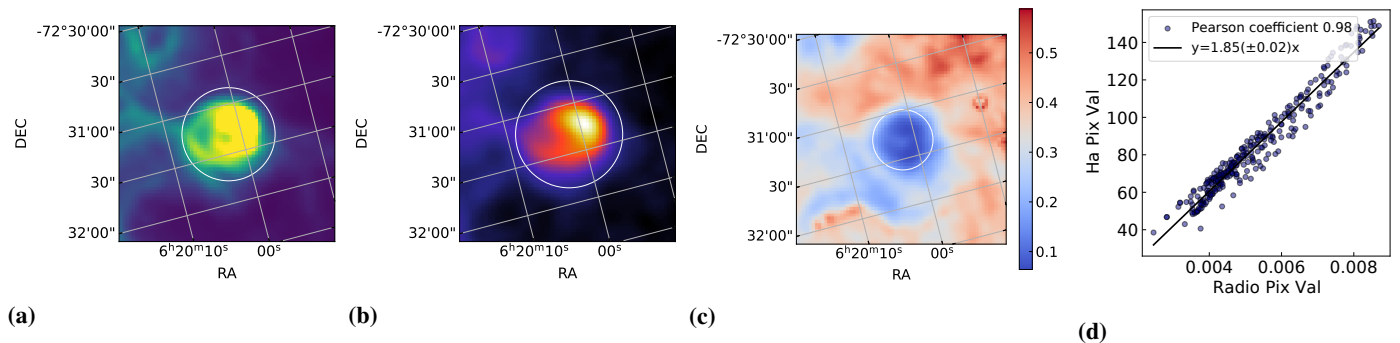 -72°30'00"
30"
31'00"
30"
32'00"
DEC
6ʰ20ᵐ10ˢ 00ˢ
RA
(a)
-72°30'00"
30"
31'00"
30"
32'00"
DEC
6ʰ20ᵐ10ˢ 00ˢ
RA
(b)
-72°30'00"
30"
31'00"
30"
32'00"
DEC
6ʰ20ᵐ10ˢ 00ˢ
RA
0.5
0.4
0.3
0.2
0.1
(c)
Pearson coefficient 0.98
y=1.85(±0.02)x
140
120
100
80
60
40
Ha Pix Val
0.004 0.006 0.008
Radio Pix Val
(d)